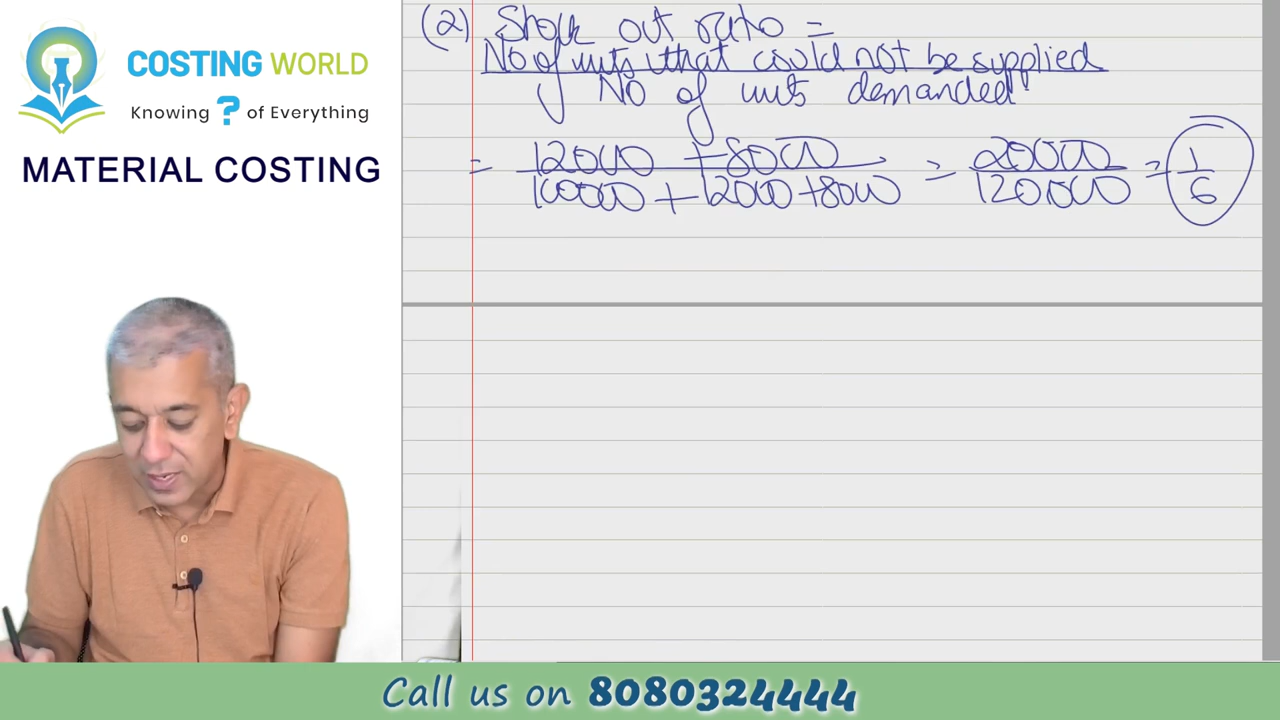 COSTING WORLD
Knowing ? of Everything
MATERIAL COSTING
(2) Stock out ratio =
No of units that could not be supplied
No of units demanded
= 12000 + 8000 / 100000 + 12000 + 8000 = 20000 / 120000 = 1 / 6
Call us on 8080324444